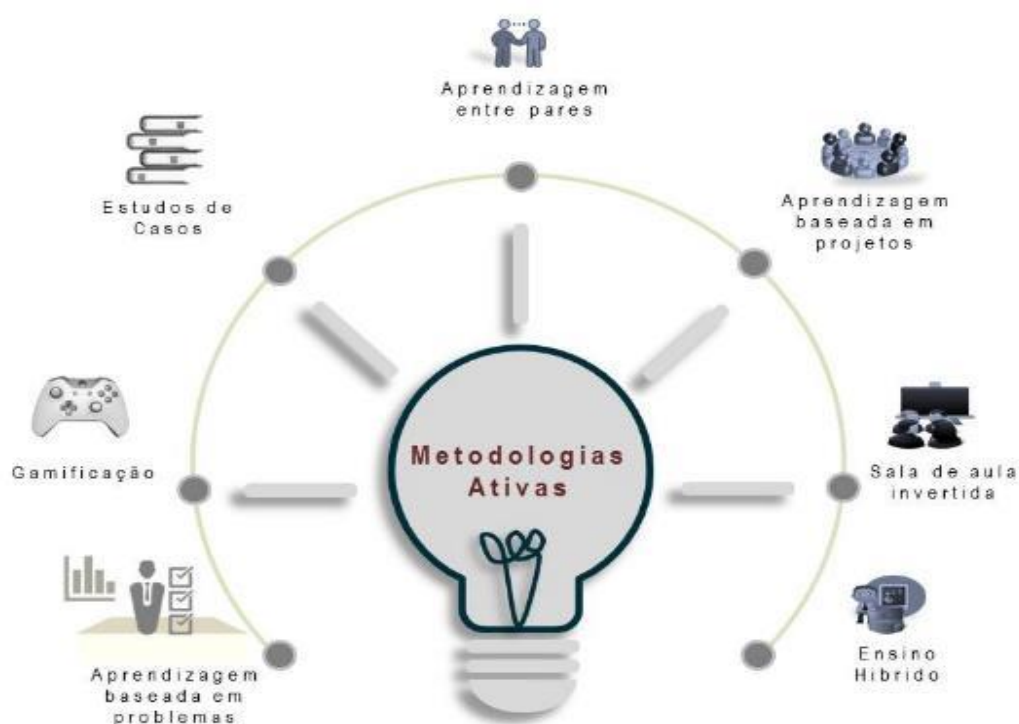 Aprendizagem
entre pares
Estudos de
Casos
Aprendizagem
baseada em
projetos
Gamificação
Metodologias
Ativas
Sala de aula
invertida
Aprendizagem
baseada em
problemas
Ensino
Hibrido